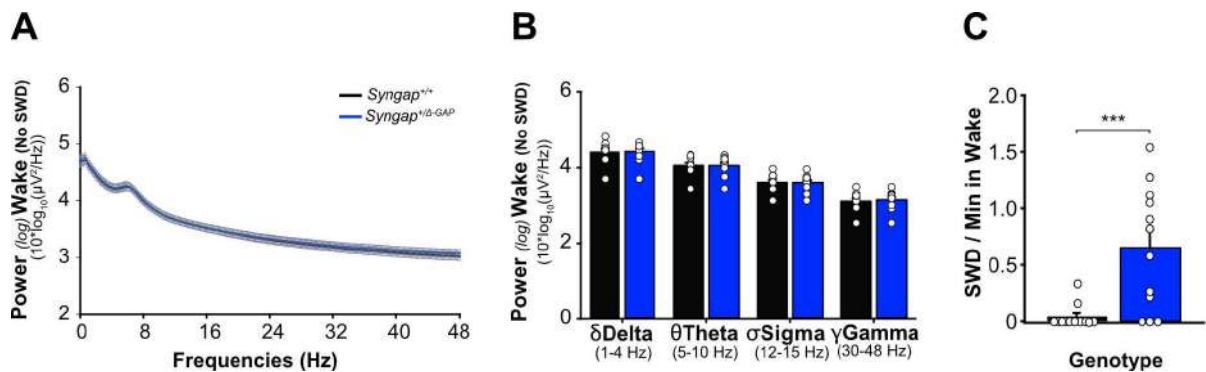 A
Power (log) Wake (No SWD)
(10*log10(µV²/Hz))
6
5
4
3
2
0
8
16
24
32
40
48
Frequencies (Hz)
Syngap+/+
Syngap+/Δ-GAP
B
Power (log) Wake (No SWD)
(10*log10(µV²/Hz))
6
4
2
0
δDelta
(1-4 Hz)
θTheta
(5-10 Hz)
σSigma
(12-15 Hz)
γGamma
(30-48 Hz)
C
SWD / Min in Wake
2.0
1.5
1.0
0.5
0
***
Genotype